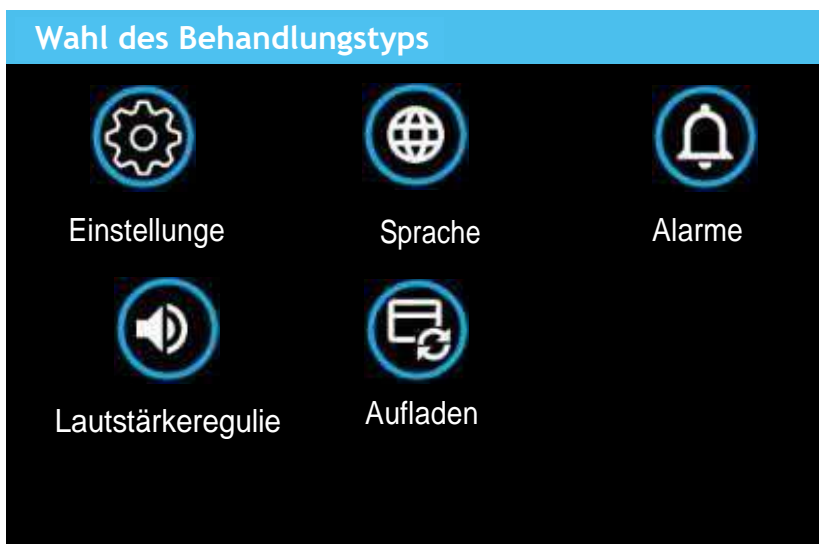 Wahl des Behandlungstyps
Einstellunge
Sprache
Alarme
Lautstärkeregulie
Aufladen